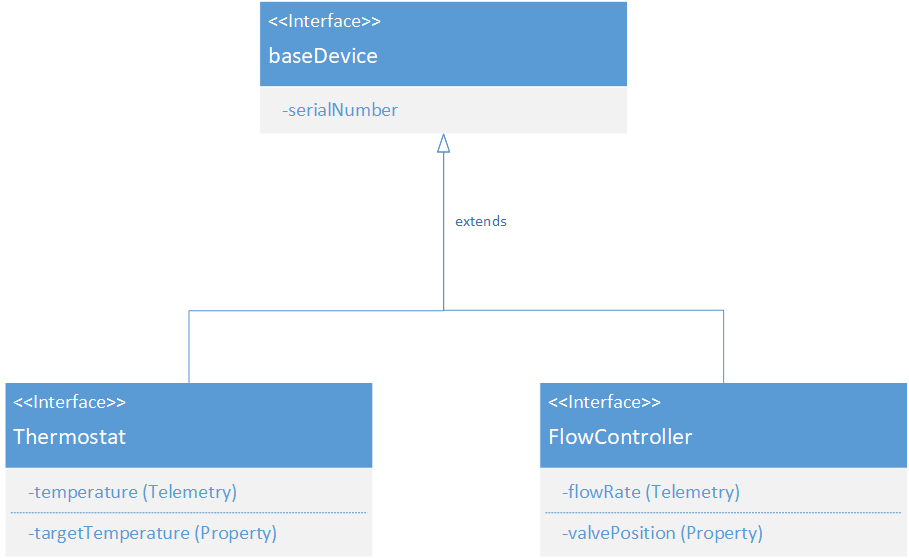 <<Interface>>
baseDevice
-serialNumber
extends
<<Interface>>
Thermostat
-temperature (Telemetry)
-targetTemperature (Property)
<<Interface>>
FlowController
-flowRate (Telemetry)
-valvePosition (Property)